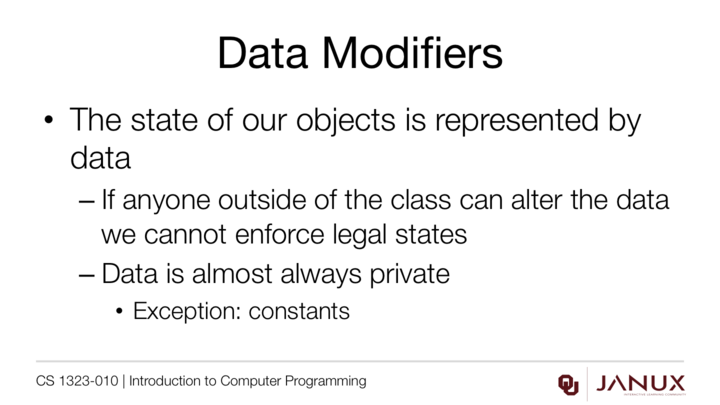 Data Modifiers
• The state of our objects is represented by
data
– If anyone outside of the class can alter the data
we cannot enforce legal states
– Data is almost always private
• Exception: constants
CS 1323-010 | Introduction to Computer Programming
OU JANUX
INTERACTIVE LEARNING COMMUNITY